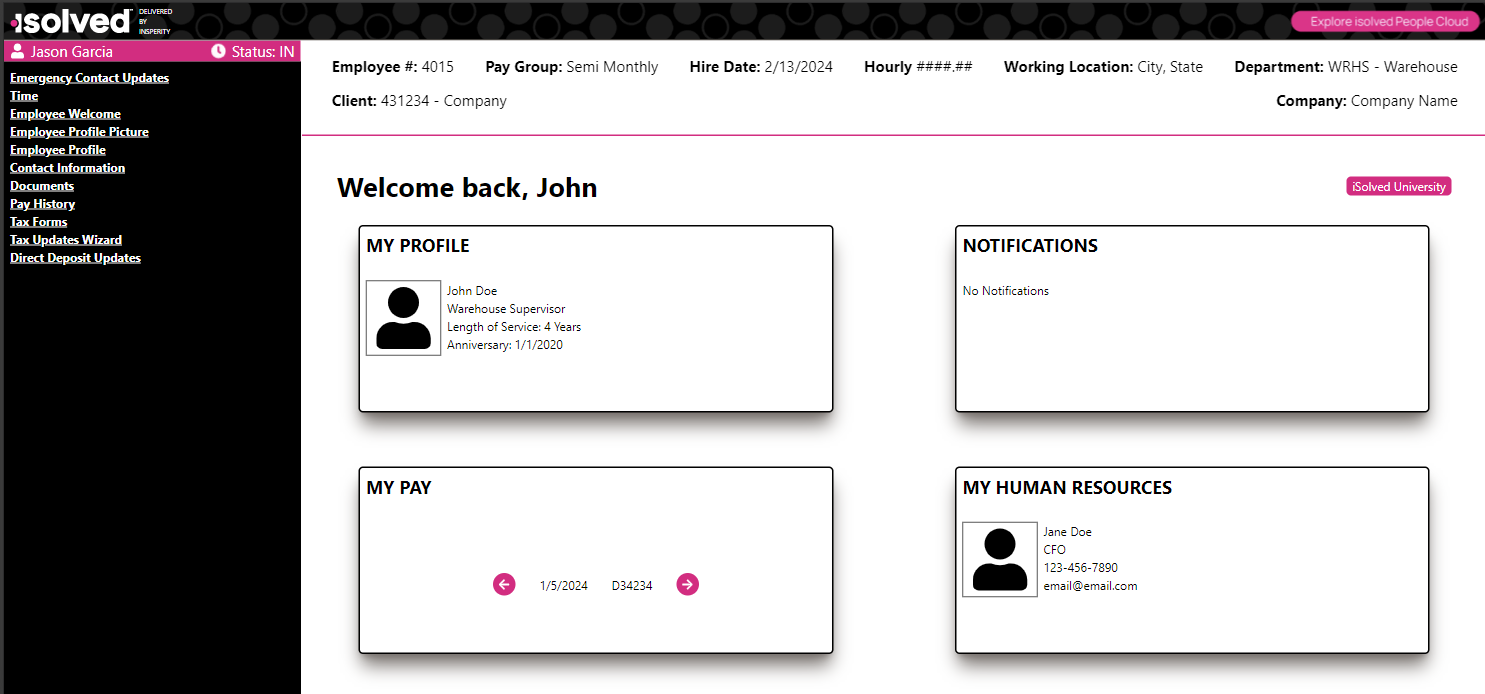 isolved DELIVERED
BY
INSPERITY
Explore isolved People Cloud
Jason Garcia Status: IN
Emergency Contact Updates
Time
Employee Welcome
Employee Profile Picture
Employee Profile
Contact Information
Documents
Pay History
Tax Forms
Tax Updates Wizard
Direct Deposit Updates
Employee #: 4015 Pay Group: Semi Monthly Hire Date: 2/13/2024 Hourly ####.## Working Location: City, State Department: WRHS - Warehouse
Client: 431234 - Company Company: Company Name
Welcome back, John
iSolved University
MY PROFILE
John Doe
Warehouse Supervisor
Length of Service: 4 Years
Anniversary: 1/1/2020
NOTIFICATIONS
No Notifications
MY PAY
1/5/2024 D34234
MY HUMAN RESOURCES
Jane Doe
CFO
123-456-7890
email@email.com